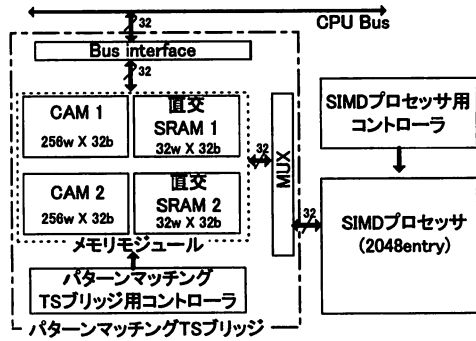 CPU Bus
32
Bus interface
32
CAM 1
256w X 32b
直交
SRAM 1
32w X 32b
CAM 2
256w X 32b
直交
SRAM 2
32w X 32b
メモリモジュール
32
MUX
32
パターンマッチング
TSブリッジ用コントローラ
パターンマッチングTSブリッジ
SIMDプロセッサ用
コントローラ
SIMDプロセッサ
(2048entry)